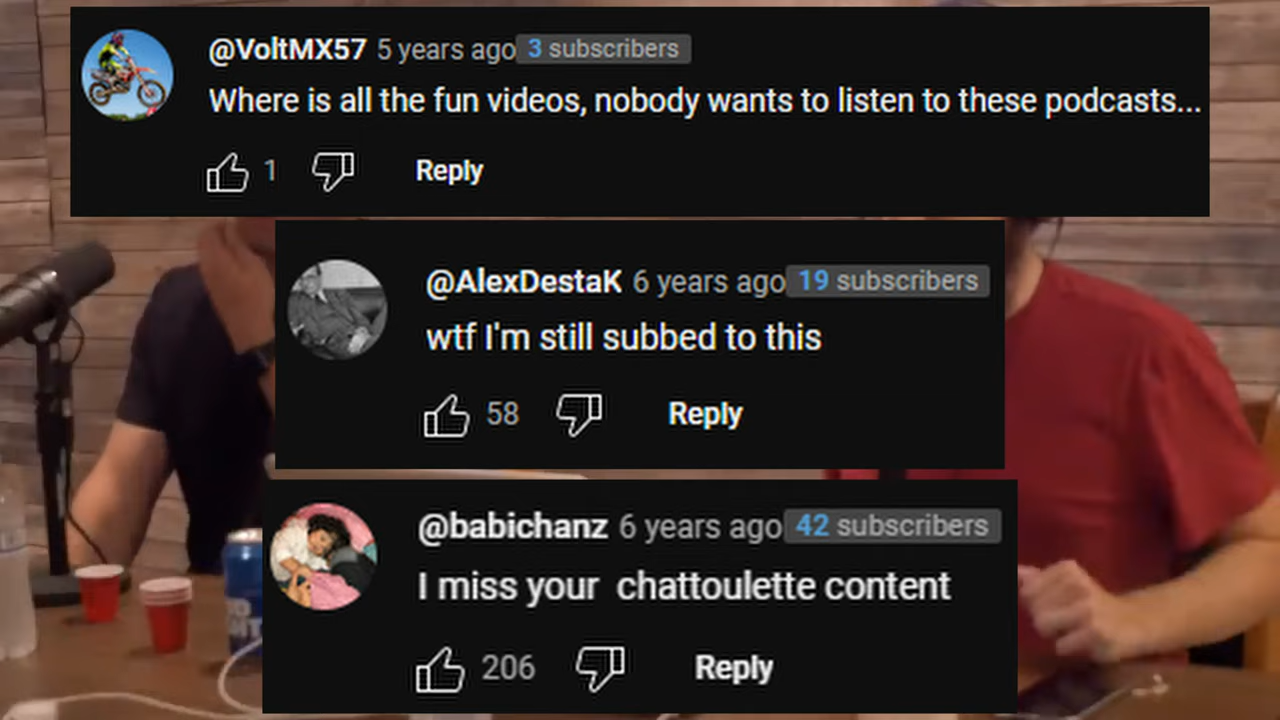 @VoltMX57 5 years ago 3 subscribers
Where is all the fun videos, nobody wants to listen to these podcasts...
1 Reply
@AlexDestaK 6 years ago 19 subscribers
wtf I'm still subbed to this
58 Reply
@babichanz 6 years ago 42 subscribers
I miss your chattoulette content
206 Reply